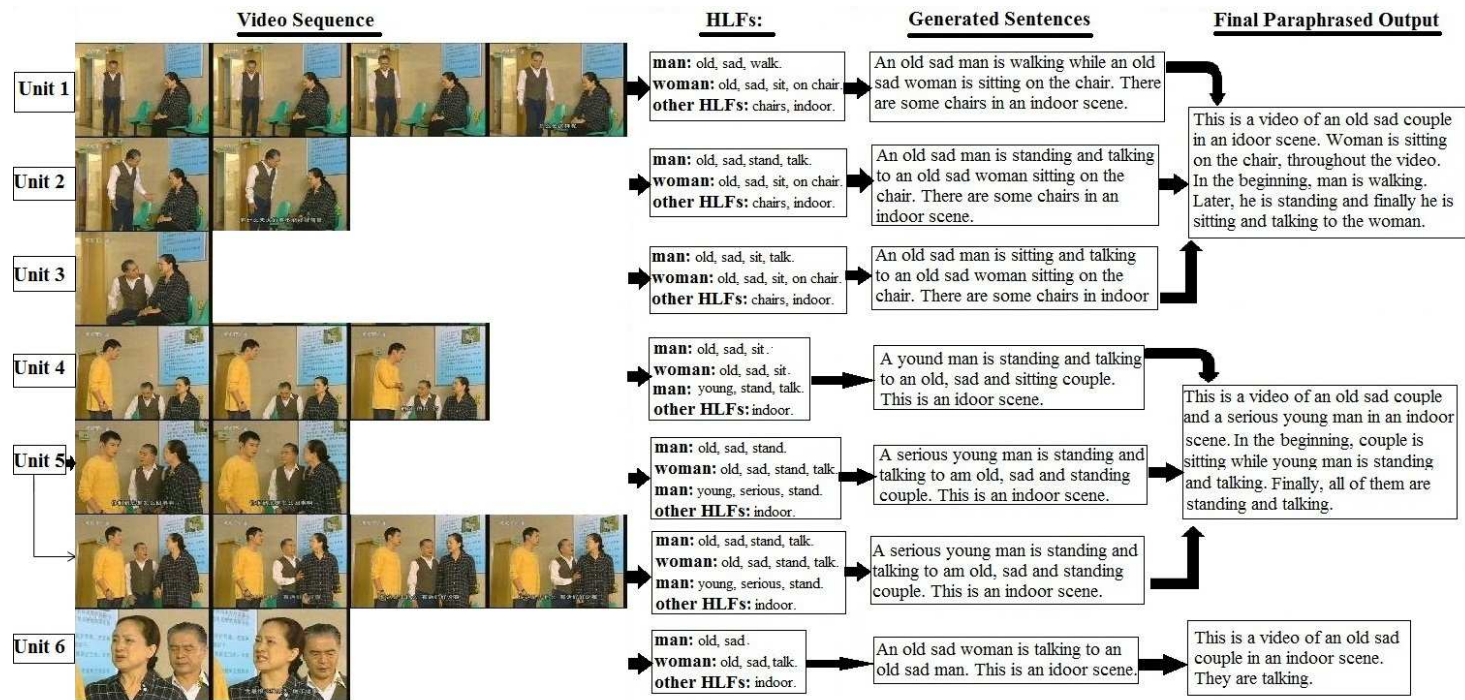 Video Sequence
HLFs:
Generated Sentences
Final Paraphrased Output
Unit 1
man: old, sad, walk.
woman: old, sad, sit, on chair.
other HLFs: chairs, indoor.
An old sad man is walking while an old
sad woman is sitting on the chair. There
are some chairs in an indoor scene.
Unit 2
man: old, sad, stand, talk.
woman: old, sad, sit, on chair.
other HLFs: chairs, indoor.
An old sad man is standing and talking
to an old sad woman sitting on the
chair. There are some chairs in an
indoor scene.
Unit 3
man: old, sad, sit, talk.
woman: old, sad, sit, on chair.
other HLFs: chairs, indoor.
An old sad man is sitting and talking
to an old sad woman sitting on the
chair. There are some chairs in indoor
This is a video of an old sad couple
in an idoor scene. Woman is sitting
on the chair, throughout the video.
In the beginning, man is walking.
Later, he is standing and finally he is
sitting and talking to the woman.
Unit 4
man: old, sad, sit.
woman: old, sad, sit.
man: young, stand, talk.
other HLFs: indoor.
A yound man is standing and talking
to an old, sad and sitting couple.
This is an idoor scene.
Unit 5
man: old, sad, stand.
woman: old, sad, stand, talk.
man: young, serious, stand.
other HLFs: indoor.
A serious young man is standing and
talking to am old, sad and standing
couple. This is an indoor scene.
man: old, sad, stand, talk.
woman: old, sad, stand, talk.
man: young, serious, stand.
other HLFs: indoor.
A serious young man is standing and
talking to am old, sad and standing
couple. This is an indoor scene.
This is a video of an old sad couple
and a serious young man in an indoor
scene. In the beginning, couple is
sitting while young man is standing
and talking. Finally, all of them are
standing and talking.
Unit 6
man: old, sad.
woman: old, sad, talk.
other HLFs: indoor.
An old sad woman is talking to an
old sad man. This is an idoor scene.
This is a video of an old sad
couple in an indoor scene.
They are talking.